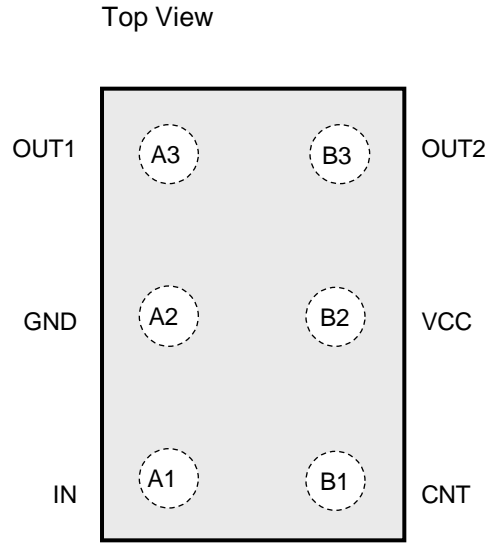 Top View
OUT1 A3 B3 OUT2
GND A2 B2 VCC
IN A1 B1 CNT